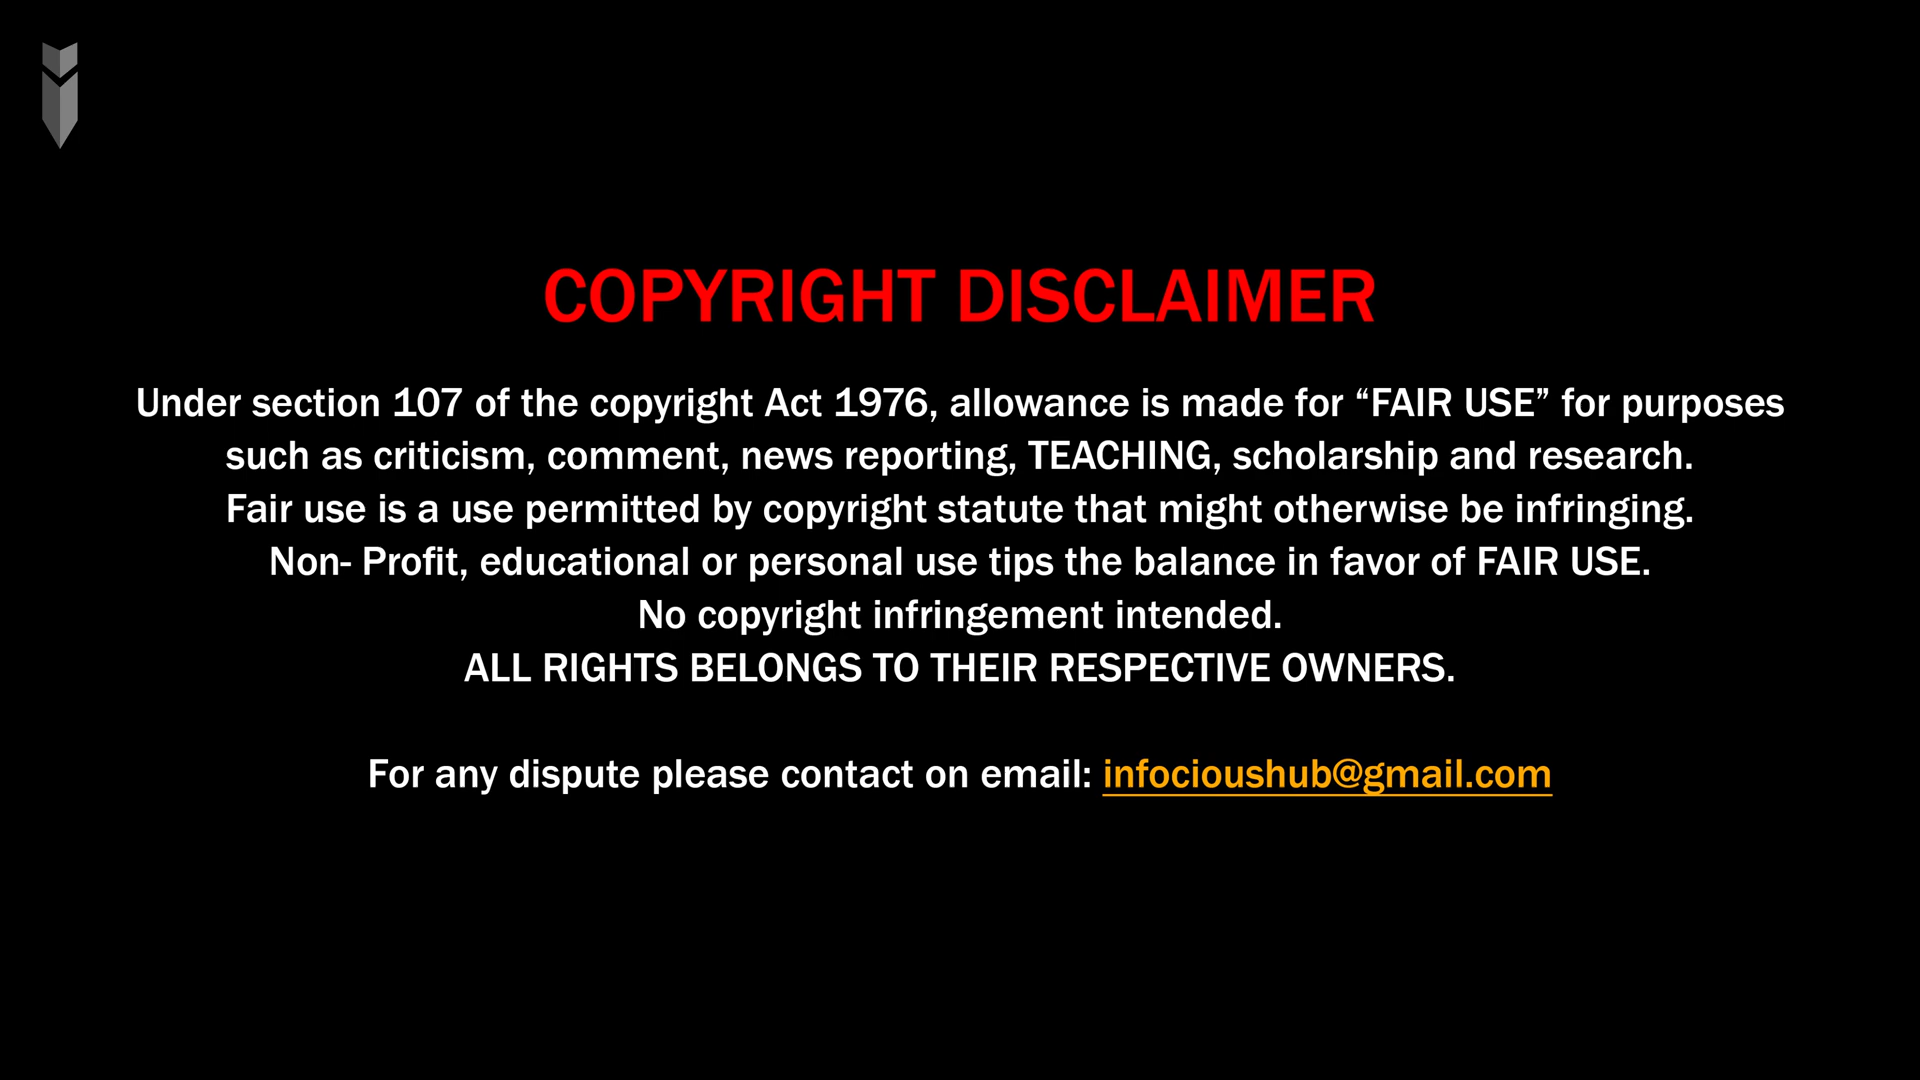 COPYRIGHT DISCLAIMER
Under section 107 of the copyright Act 1976, allowance is made for “FAIR USE” for purposes
such as criticism, comment, news reporting, TEACHING, scholarship and research.
Fair use is a use permitted by copyright statute that might otherwise be infringing.
Non- Profit, educational or personal use tips the balance in favor of FAIR USE.
No copyright infringement intended.
ALL RIGHTS BELONGS TO THEIR RESPECTIVE OWNERS.
For any dispute please contact on email: infocioushub@gmail.com